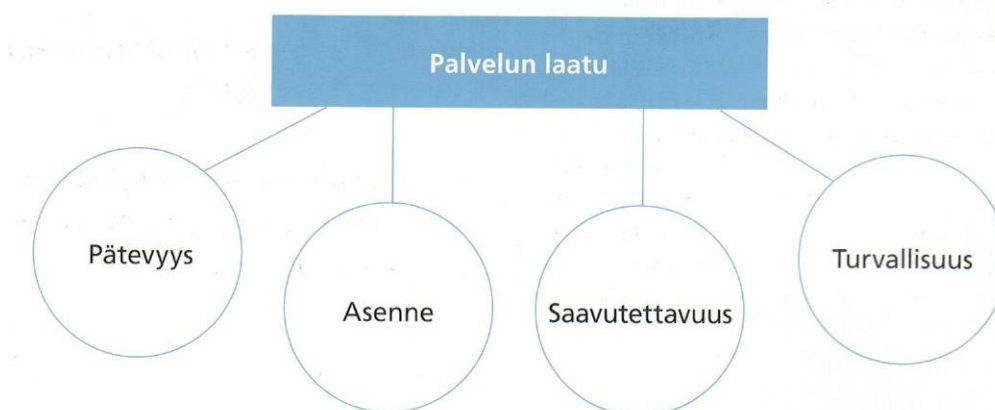 Palvelun laatu
Pätevyys
Asenne
Saavutettavuus
Turvallisuus